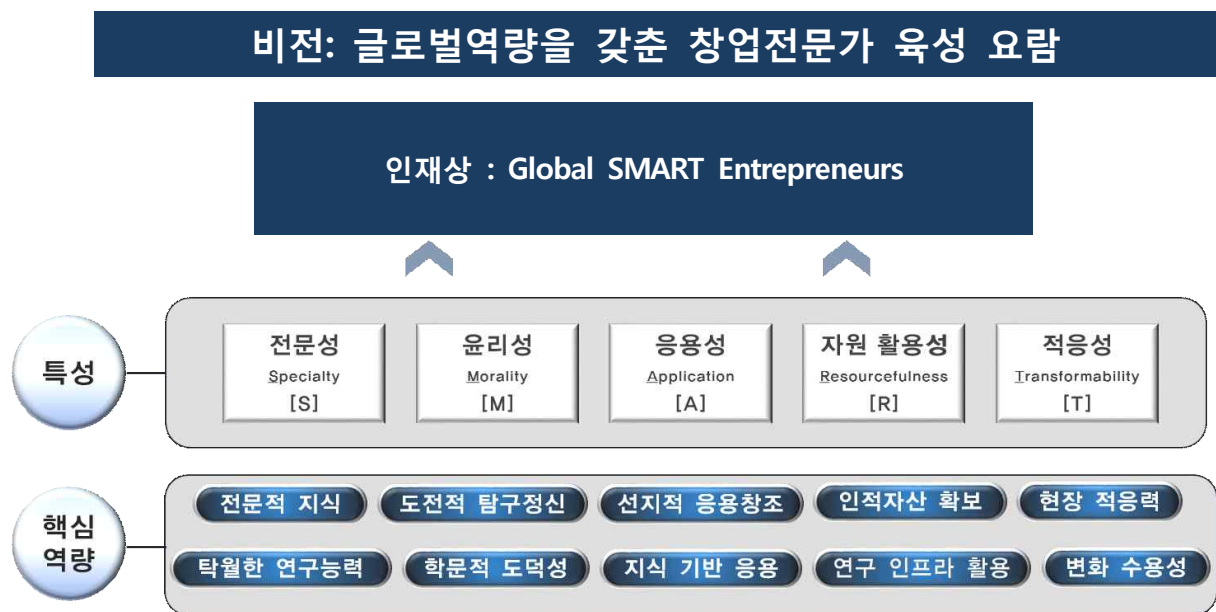 비전: 글로벌역량을 갖춘 창업전문가 육성 요람
인재상 : Global SMART Entrepreneurs
특성
전문성
Specialty
[S]
윤리성
Morality
[M]
응용성
Application
[A]
자원 활용성
Resourcefulness
[R]
적응성
Transformability
[T]
핵심
역량
전문적 지식
도전적 탐구정신
선지적 응용창조
인적자산 확보
현장 적응력
탁월한 연구능력
학문적 도덕성
지식 기반 응용
연구 인프라 활용
변화 수용성